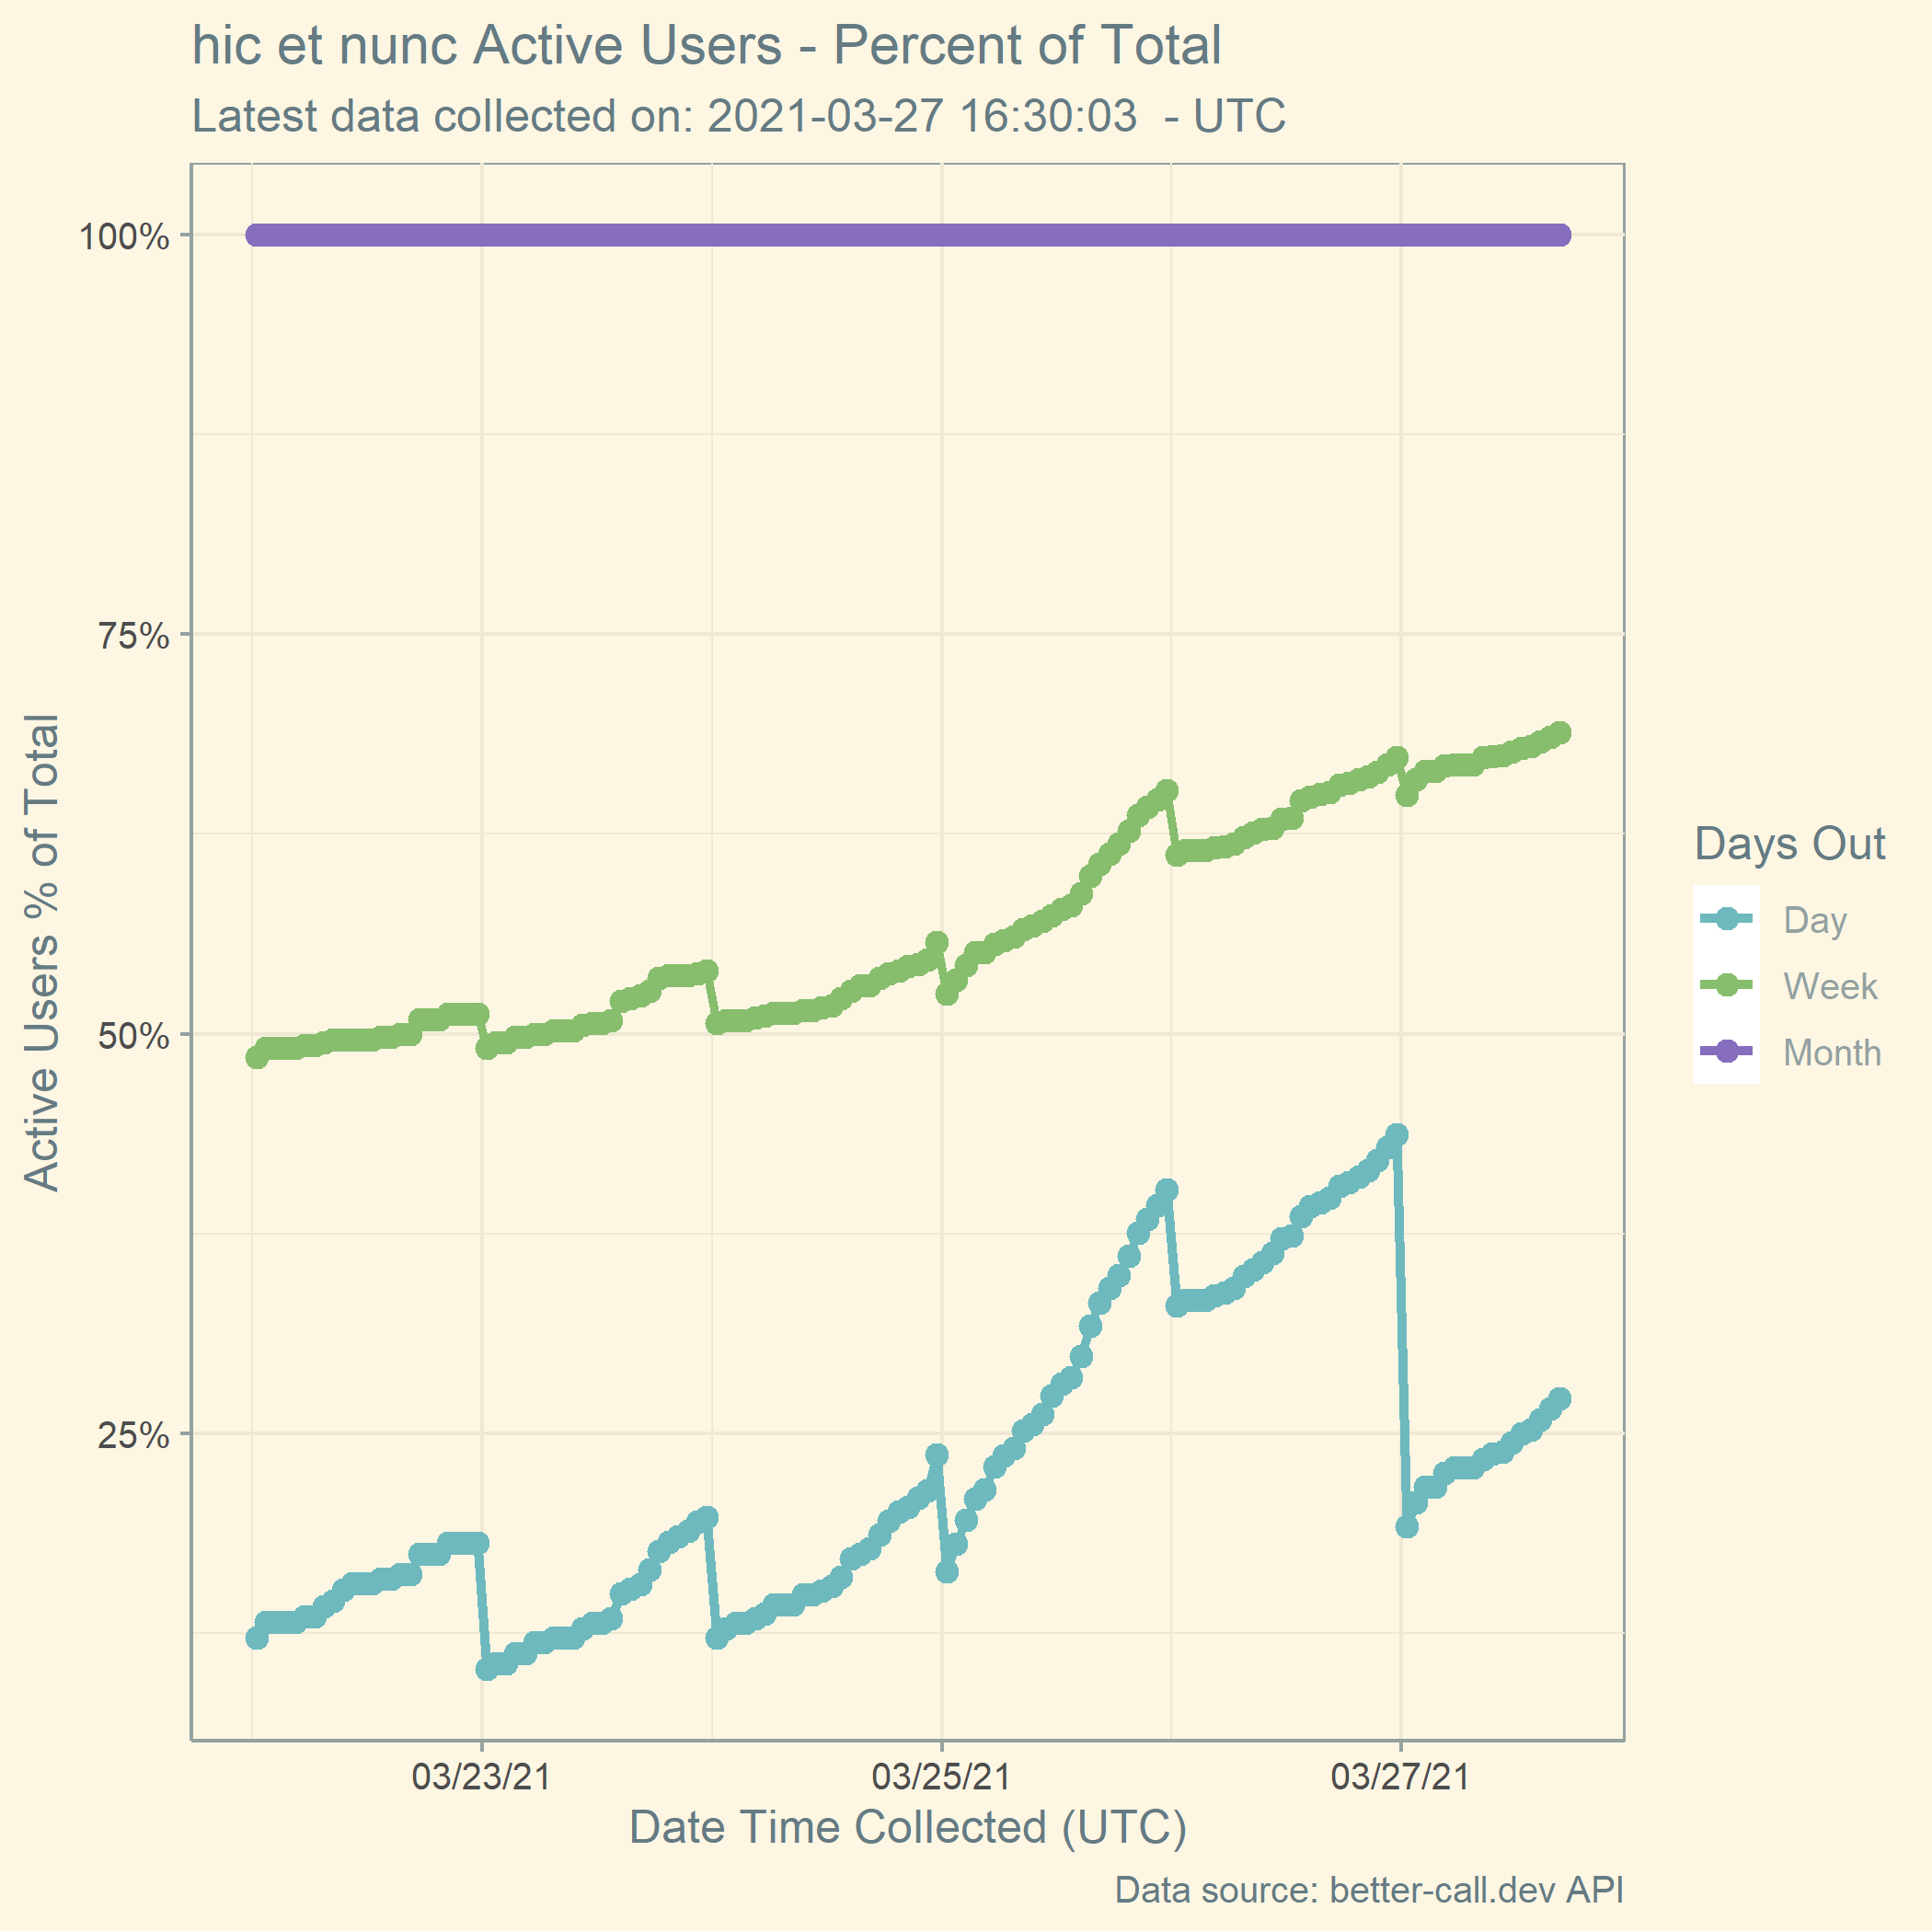 hic et nunc Active Users - Percent of Total
Latest data collected on: 2021-03-27 16:30:03  - UTC
100%
75%
50%
25%
Active Users % of Total
03/23/21
03/25/21
03/27/21
Date Time Collected (UTC)
Days Out
Day
Week
Month
Data source: better-call.dev API